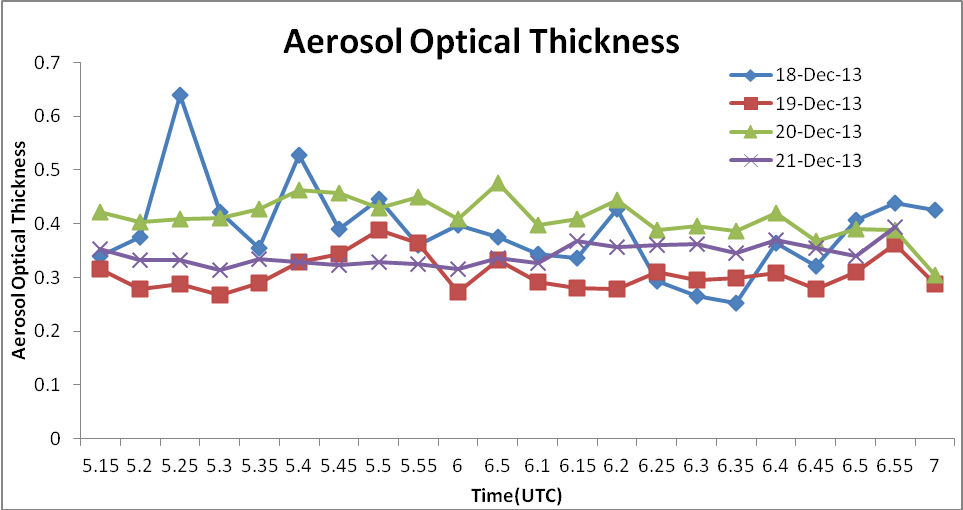 Aerosol Optical Thickness
0.7
0.6
0.5
0.4
0.3
0.2
0.1
0
Aerosol Optical Thickness
18-Dec-13
19-Dec-13
20-Dec-13
21-Dec-13
5.15 5.2 5.25 5.3 5.35 5.4 5.45 5.5 5.55 6 6.5 6.1 6.15 6.2 6.25 6.3 6.35 6.4 6.45 6.5 6.55 7
Time(UTC)